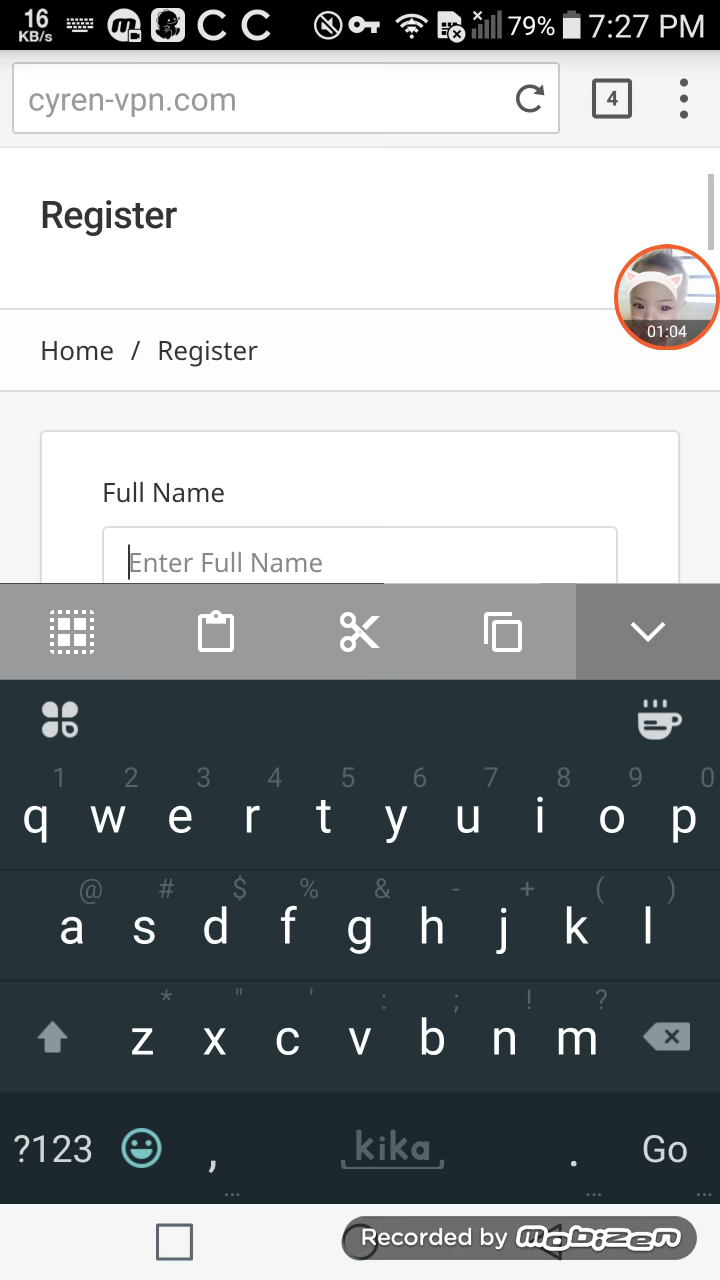 16
KB/s
79%
7:27 PM
cyren-vpn.com
4
Register
01:04
Home / Register
Full Name
Enter Full Name
1 2 3 4 5 6 7 8 9 0
q w e r t y u i o p
@ # $ % & - + ( )
a s d f g h j k l
* " ' : ; ! ?
z x c v b n m
?123 , kika . Go
... ... ...
Recorded by mobizen